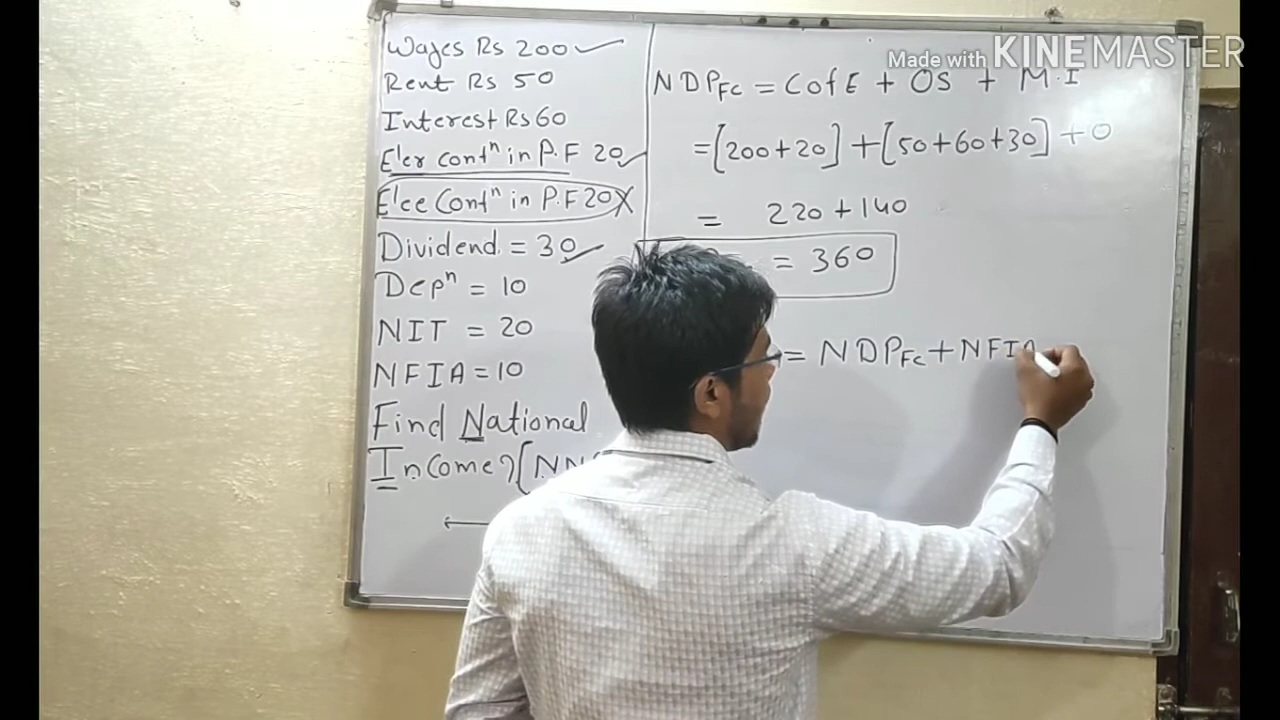 Made with KINEMASTER
Wages Rs 200 ✓
Rent Rs 50
Interest Rs 60
E'er contⁿ in P.F 20 ✓
E'ee Contⁿ in P.F 20 X
Dividend = 30 ✓
Depⁿ = 10
NIT = 20
NFIA = 10
Find National
Income?
NDPFC = CofE + OS + M.I
= [200+20] + [50+60+30] + 0
= 220+140
= 360
= NDPFC + NFIA